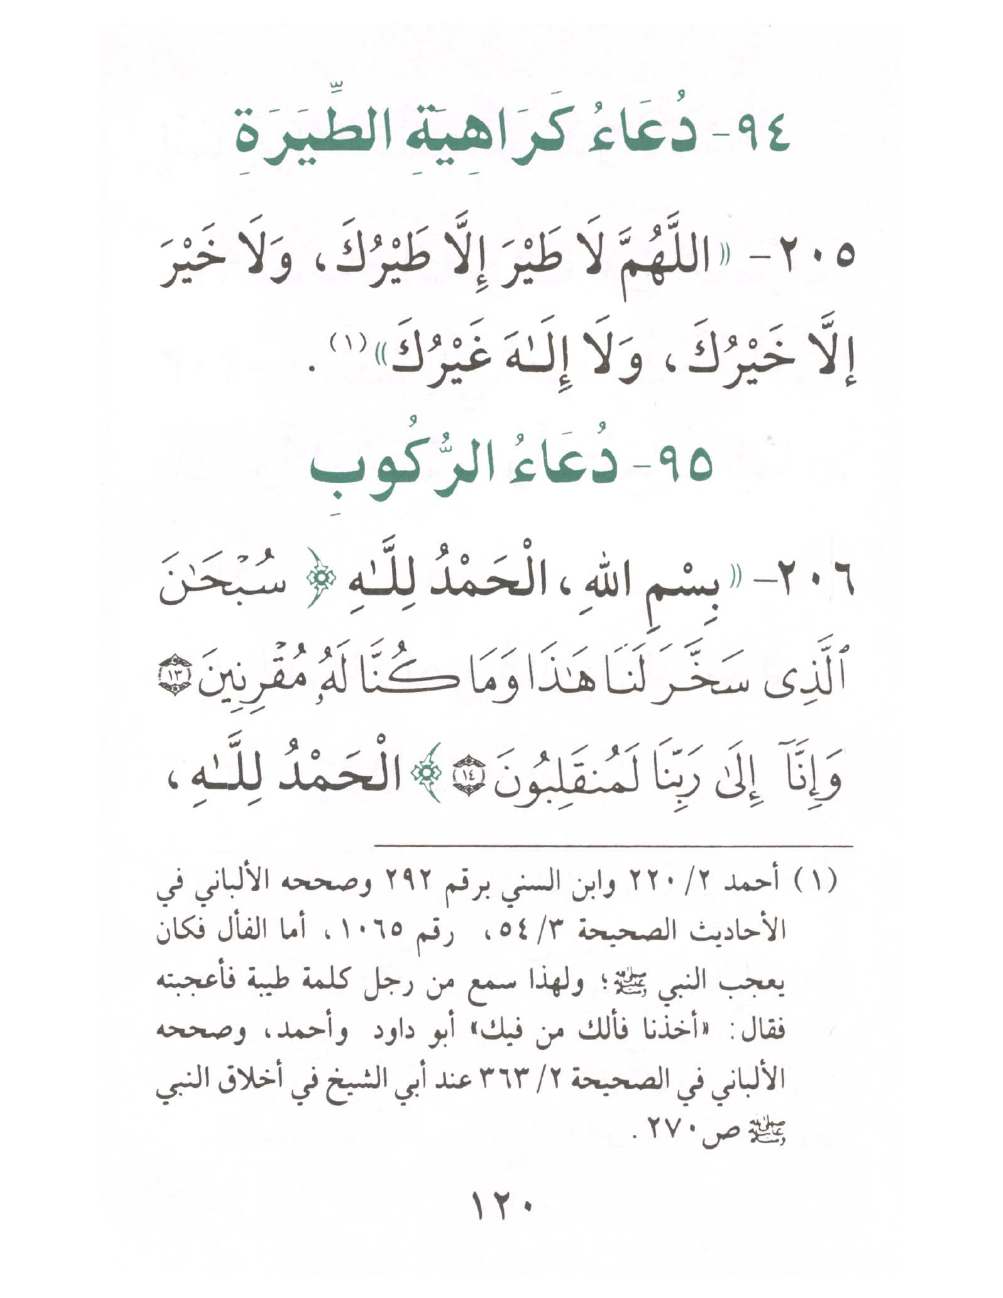 ٩٤- دُعَاءُ كَرَاهِيَةِ الطِّيَرَةِ
٢٠٥- «اللَّهُمَّ لَا طَيْرَ إِلَّا طَيْرُكَ، وَلَا خَيْرَ
إِلَّا خَيْرُكَ، وَلَا إِلَـٰهَ غَيْرُكَ»(١).
٩٥- دُعَاءُ الرُّكُوبِ
٢٠٦- «بِسْمِ اللهِ، الْحَمْدُ لِلَّـٰهِ ﴿سُبْحَـٰنَ
ٱلَّذِى سَخَّرَ لَنَا هَـٰذَا وَمَا كُنَّا لَهُۥ مُقْرِنِينَ ١٣
وَإِنَّآ إِلَىٰ رَبِّنَا لَمُنقَلِبُونَ ١٤﴾ الْحَمْدُ لِلَّـٰهِ،
(١) أحمد ٢/ ٢٢٠ وابن السني برقم ٢٩٢ وصححه الألباني في
الأحاديث الصحيحة ٣/ ٥٤، رقم ١٠٦٥، أما الفأل فكان
يعجب النبي ﷺ؛ ولهذا سمع من رجل كلمة طيبة فأعجبته
فقال: «أخذنا فألك من فيك» أبو داود وأحمد، وصححه
الألباني في الصحيحة ٢/ ٣٦٣ عند أبي الشيخ في أخلاق النبي
ﷺ ص٢٧٠.
١٢٠